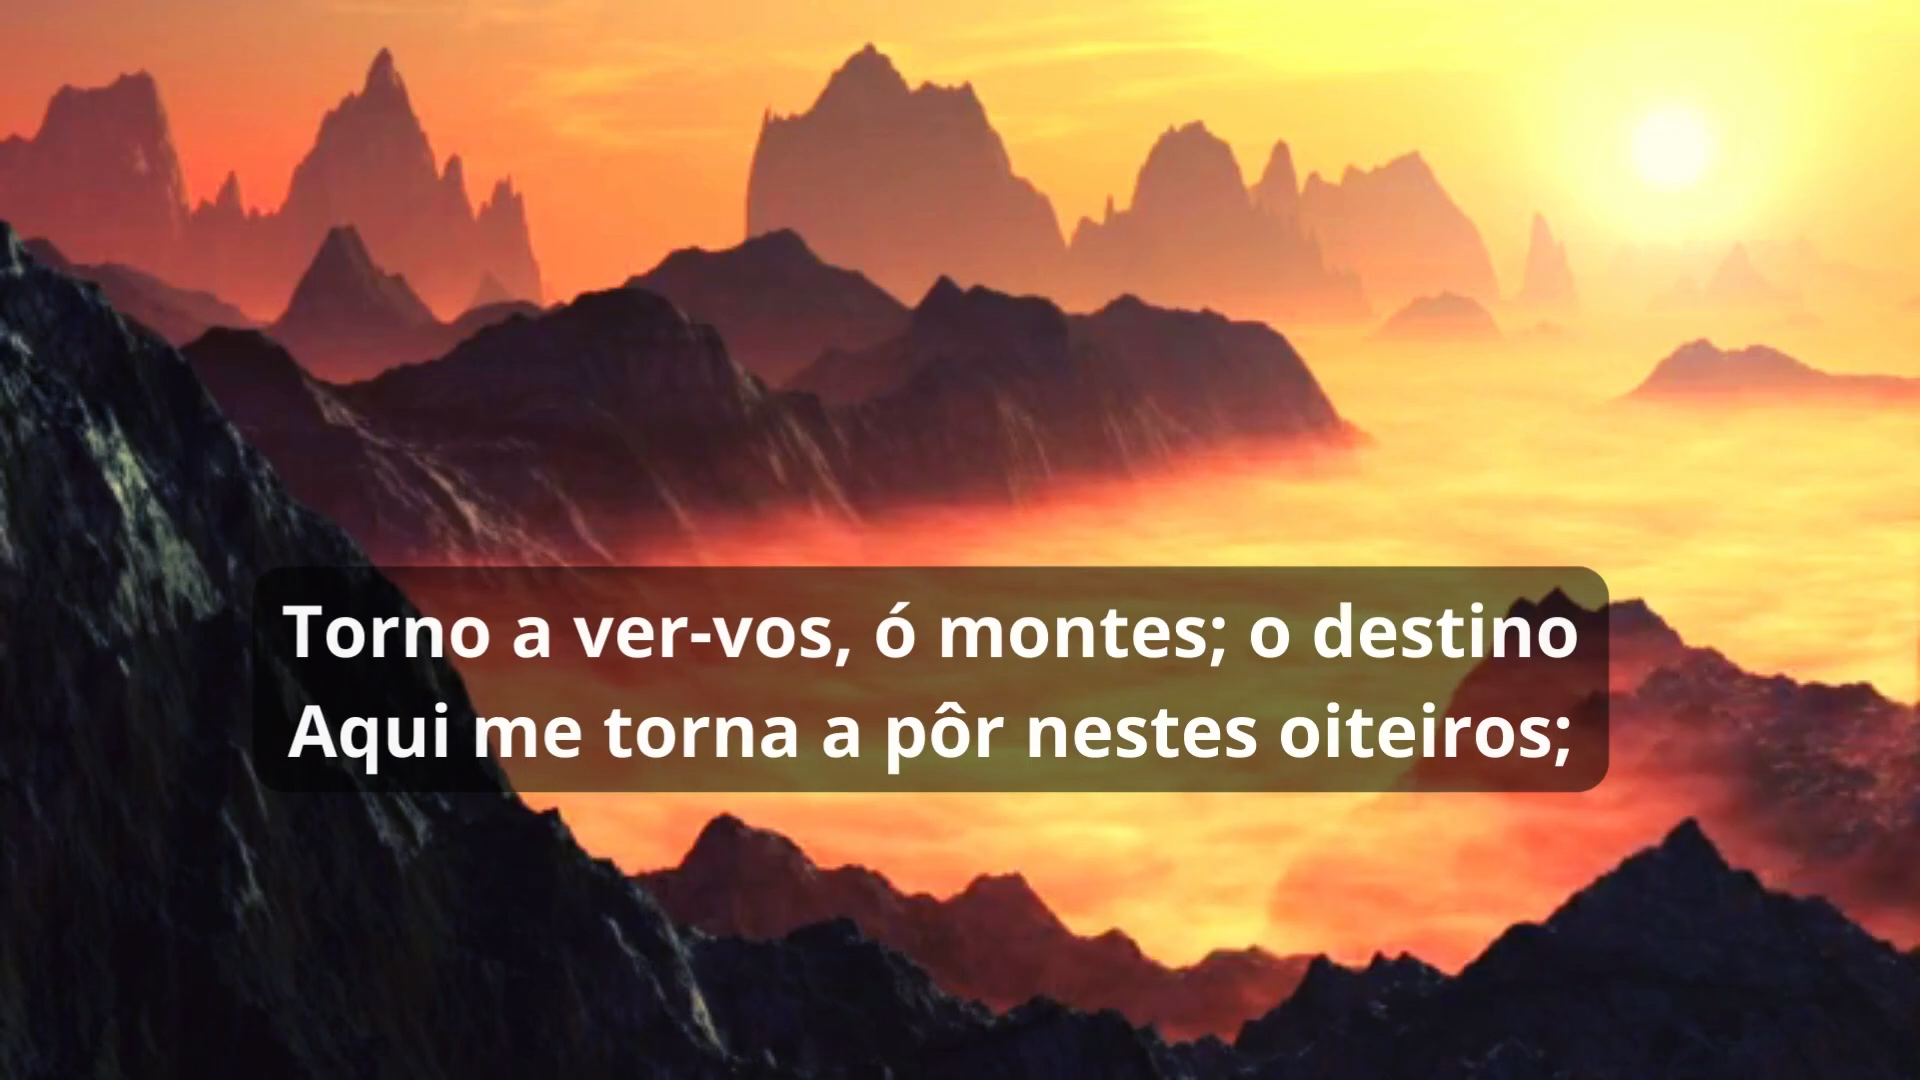 Torno a ver-vos, ó montes; o destino
Aqui me torna a pôr nestes oiteiros;